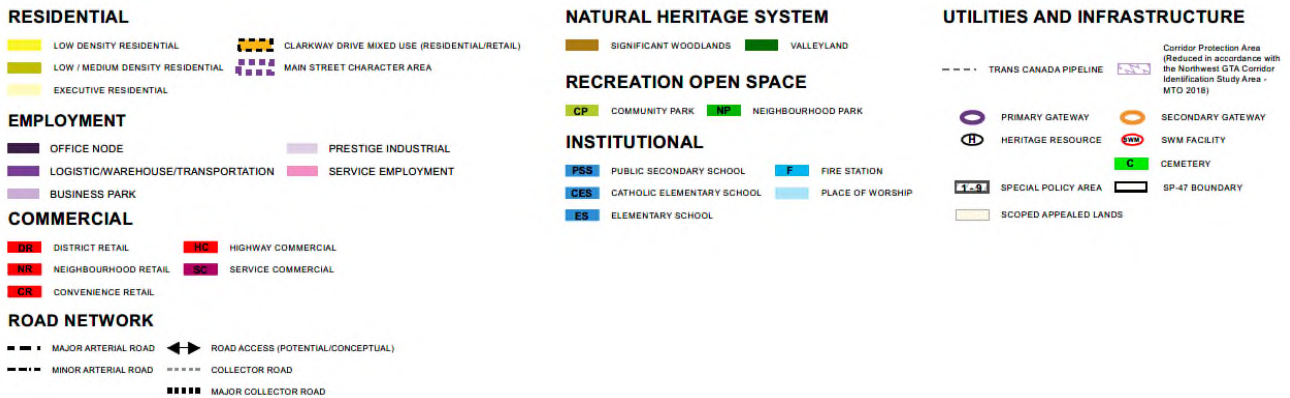 RESIDENTIAL
LOW DENSITY RESIDENTIAL
CLARKWAY DRIVE MIXED USE (RESIDENTIAL/RETAIL)
LOW / MEDIUM DENSITY RESIDENTIAL
MAIN STREET CHARACTER AREA
EXECUTIVE RESIDENTIAL
EMPLOYMENT
OFFICE NODE
PRESTIGE INDUSTRIAL
LOGISTIC/WAREHOUSE/TRANSPORTATION
SERVICE EMPLOYMENT
BUSINESS PARK
COMMERCIAL
DR DISTRICT RETAIL
HC HIGHWAY COMMERCIAL
NR NEIGHBOURHOOD RETAIL
SC SERVICE COMMERCIAL
CR CONVENIENCE RETAIL
ROAD NETWORK
MAJOR ARTERIAL ROAD
ROAD ACCESS (POTENTIAL/CONCEPTUAL)
MINOR ARTERIAL ROAD
COLLECTOR ROAD
MAJOR COLLECTOR ROAD
NATURAL HERITAGE SYSTEM
SIGNIFICANT WOODLANDS
VALLEYLAND
RECREATION OPEN SPACE
CP COMMUNITY PARK
NP NEIGHBOURHOOD PARK
INSTITUTIONAL
PSS PUBLIC SECONDARY SCHOOL
F FIRE STATION
CES CATHOLIC ELEMENTARY SCHOOL
PLACE OF WORSHIP
ES ELEMENTARY SCHOOL
UTILITIES AND INFRASTRUCTURE
TRANS CANADA PIPELINE
Corridor Protection Area
(Reduced in accordance with
the Northwest GTA Corridor
Identification Study Area -
MTO 2018)
PRIMARY GATEWAY
SECONDARY GATEWAY
H HERITAGE RESOURCE
SWM SWM FACILITY
C CEMETERY
1 - 9 SPECIAL POLICY AREA
SP-47 BOUNDARY
SCOPED APPEALED LANDS